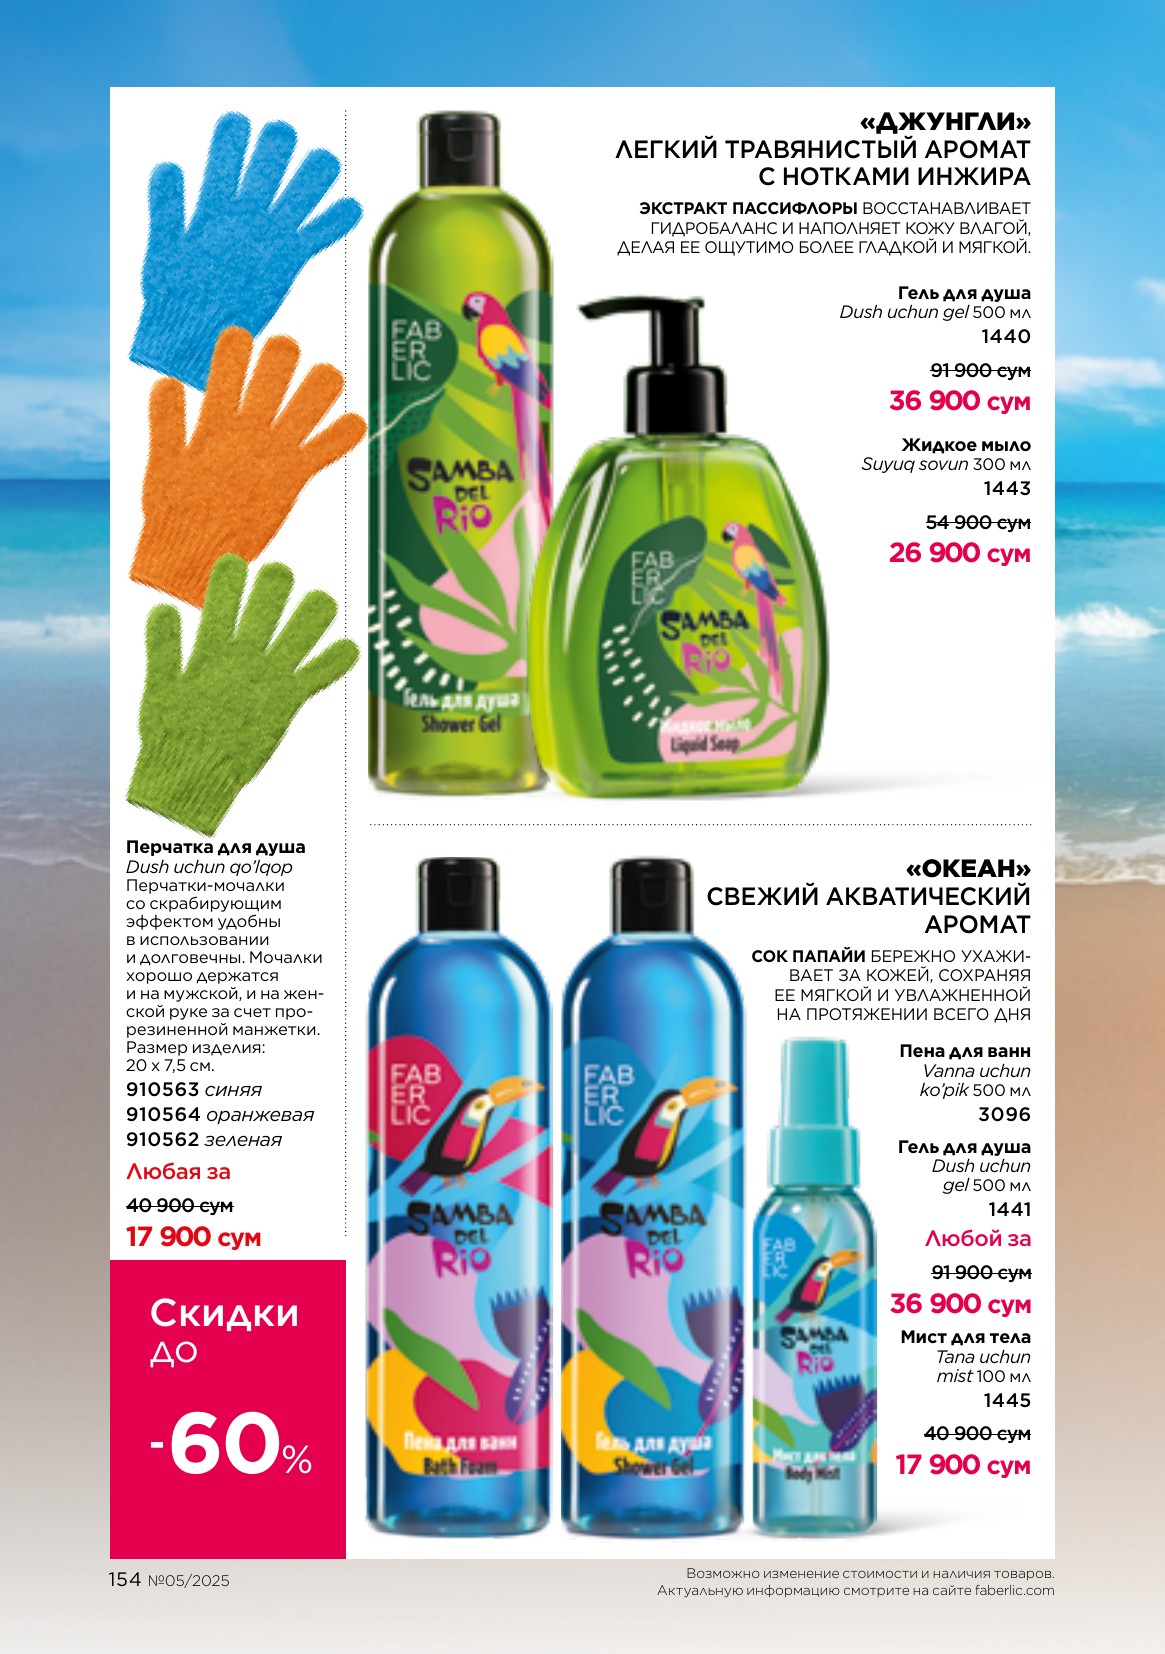 «ДЖУНГЛИ»
ЛЕГКИЙ ТРАВЯНИСТЫЙ АРОМАТ
С НОТКАМИ ИНЖИРА
ЭКСТРАКТ ПАССИФЛОРЫ ВОССТАНАВЛИВАЕТ
ГИДРОБАЛАНС И НАПОЛНЯЕТ КОЖУ ВЛАГОЙ,
ДЕЛАЯ ЕЕ ОЩУТИМО БОЛЕЕ ГЛАДКОЙ И МЯГКОЙ.
Гель для душа
Dush uchun gel 500 мл
1440
91 900 сум
36 900 сум
Жидкое мыло
Suyuq sovun 300 мл
1443
54 900 сум
26 900 сум
FAB
ER
LIC
SAMBA
DEL
RiO
Гель для душа
Shower Gel
FAB
ER
LIC
SAMBA
DEL
RiO
Жидкое мыло
Liquid Soap
Перчатка для душа
Dush uchun qo'lqop
Перчатки-мочалки
со скрабирующим
эффектом удобны
в использовании
и долговечны. Мочалки
хорошо держатся
и на мужской, и на жен-
ской руке за счет про-
резиненной манжетки.
Размер изделия:
20 x 7,5 см.
910563 синяя
910564 оранжевая
910562 зеленая
Любая за
40 900 сум
17 900 сум
Скидки
до
-60%
«ОКЕАН»
СВЕЖИЙ АКВАТИЧЕСКИЙ
АРОМАТ
СОК ПАПАЙИ БЕРЕЖНО УХАЖИ-
ВАЕТ ЗА КОЖЕЙ, СОХРАНЯЯ
ЕЕ МЯГКОЙ И УВЛАЖНЕННОЙ
НА ПРОТЯЖЕНИИ ВСЕГО ДНЯ
Пена для ванн
Vanna uchun
ko'pik 500 мл
3096
Гель для душа
Dush uchun
gel 500 мл
1441
Любой за
91 900 сум
36 900 сум
Мист для тела
Tana uchun
mist 100 мл
1445
40 900 сум
17 900 сум
FAB
ER
LIC
SAMBA
DEL
RiO
Пена для ванн
Bath Foam
FAB
ER
LIC
SAMBA
DEL
RiO
Гель для душа
Shower Gel
FAB
ER
LIC
SAMBA
DEL
RiO
Мист для тела
Body Mist
154 №05/2025
Возможно изменение стоимости и наличия товаров.
Актуальную информацию смотрите на сайте faberlic.com